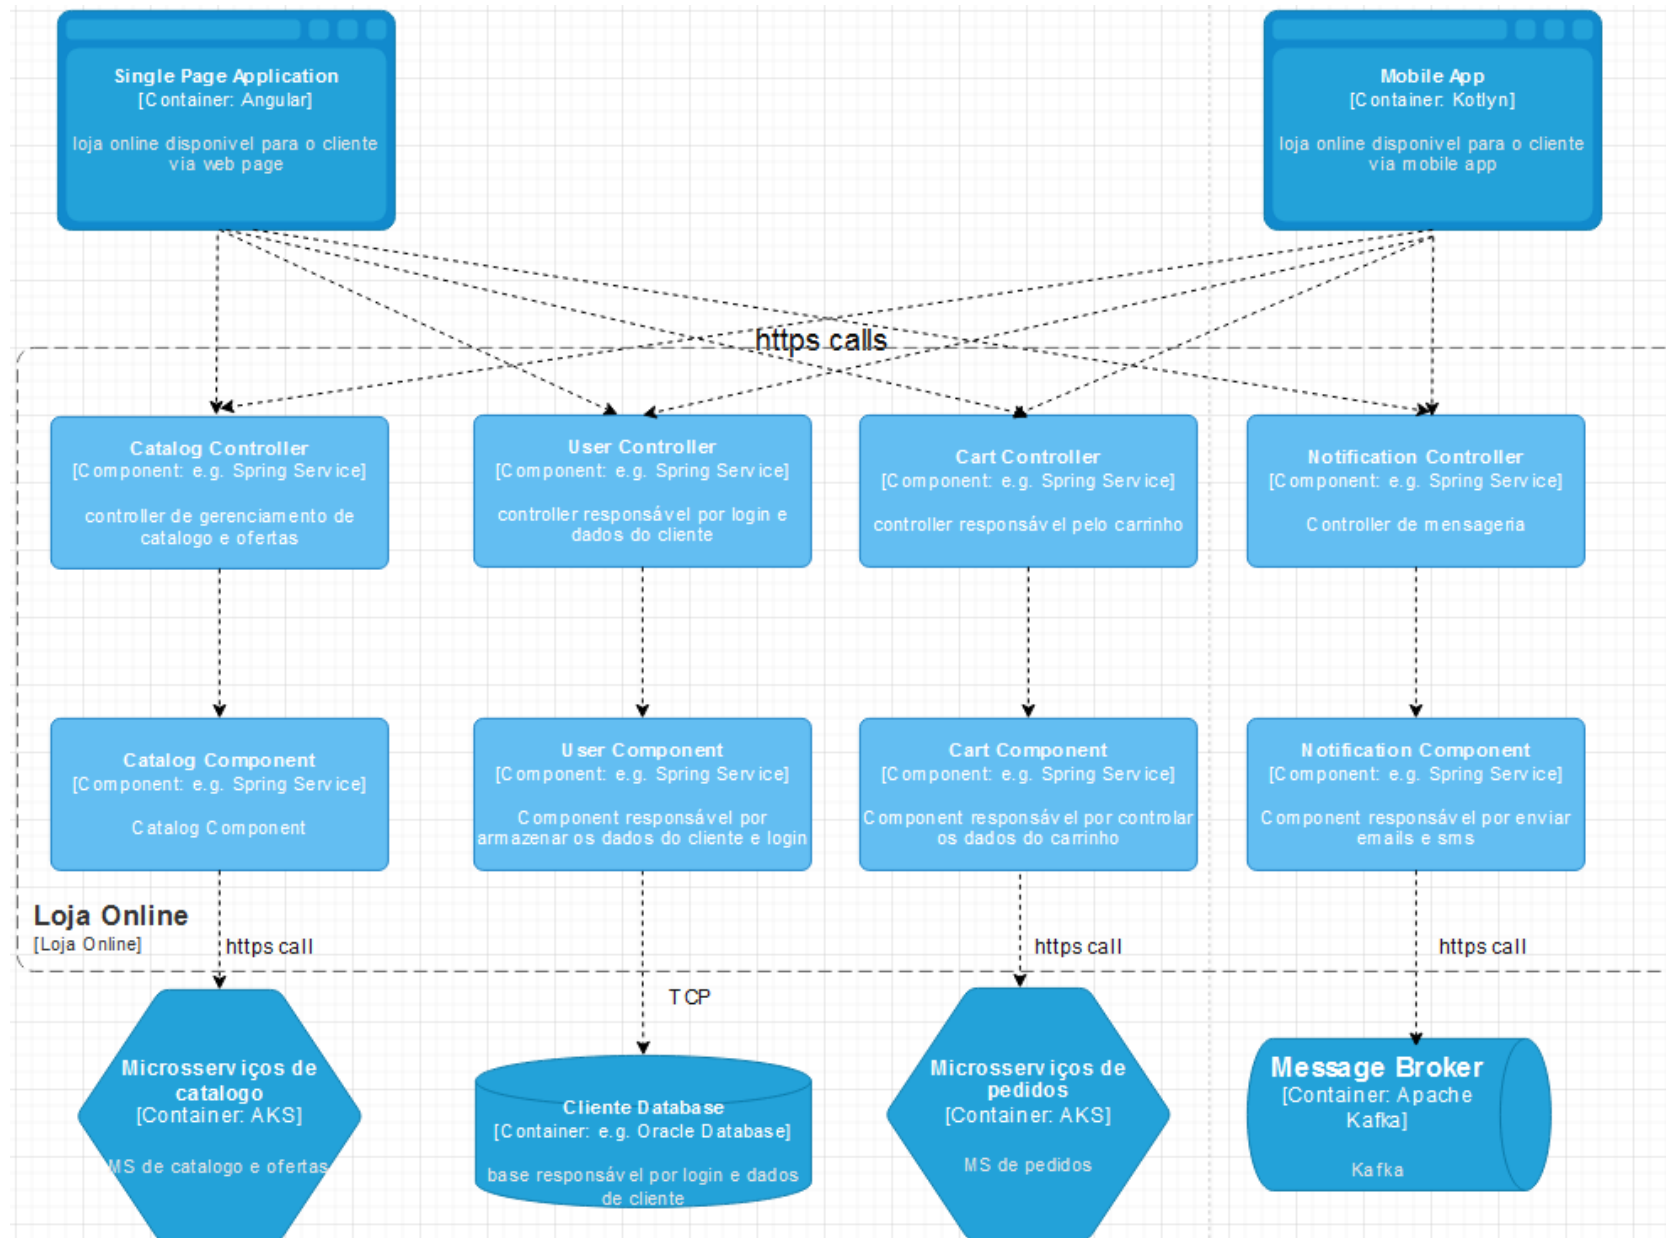 Single Page Application
[Container: Angular]
loja online disponivel para o cliente
via web page
Mobile App
[Container: Kotlyn]
loja online disponivel para o cliente
via mobile app
https calls
Catalog Controller
[Component: e.g. Spring Service]
controller de gerenciamento de
catalogo e ofertas
User Controller
[Component: e.g. Spring Service]
controller responsável por login e
dados do cliente
Cart Controller
[Component: e.g. Spring Service]
controller responsável pelo carrinho
Notification Controller
[Component: e.g. Spring Service]
Controller de mensageria
Catalog Component
[Component: e.g. Spring Service]
Catalog Component
User Component
[Component: e.g. Spring Service]
Component responsável por
armazenar os dados do cliente e login
Cart Component
[Component: e.g. Spring Service]
Component responsável por controlar
os dados do carrinho
Notification Component
[Component: e.g. Spring Service]
Component responsável por enviar
emails e sms
Loja Online
[Loja Online]
https call
TCP
https call
https call
Microsserviços de
catalogo
[Container: AKS]
MS de catalogo e ofertas
Cliente Database
[Container: e.g. Oracle Database]
base responsável por login e dados
de cliente
Microsserviços de
pedidos
[Container: AKS]
MS de pedidos
Message Broker
[Container: Apache
Kafka]
Kafka